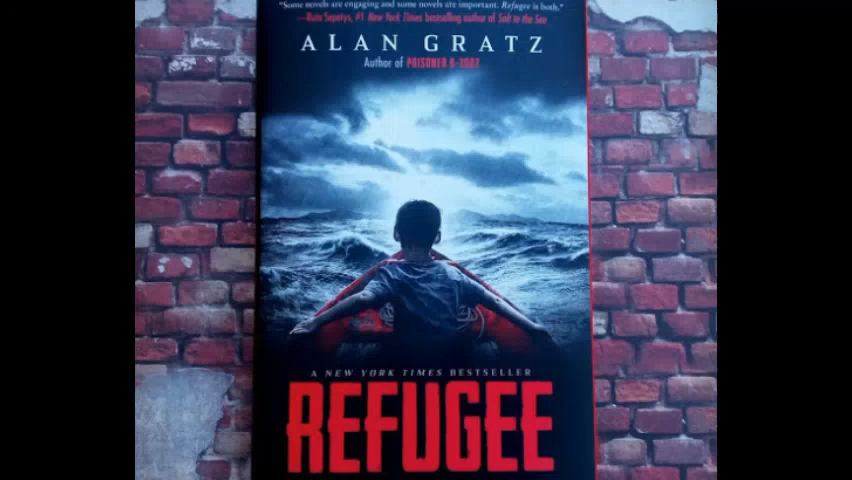 "Some novels are engaging and some novels are important. Refugee is both."
—Ruta Sepetys, #1 New York Times bestselling author of Salt to the Sea
ALAN GRATZ
Author of PRISONER B-3087
A NEW YORK TIMES BESTSELLER
REFUGEE